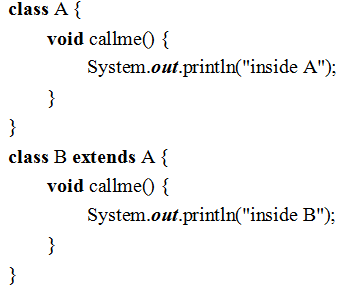 class A {
void callme() {
System.out.println("inside A");
}
}
class B extends A {
void callme() {
System.out.println("inside B");
}
}